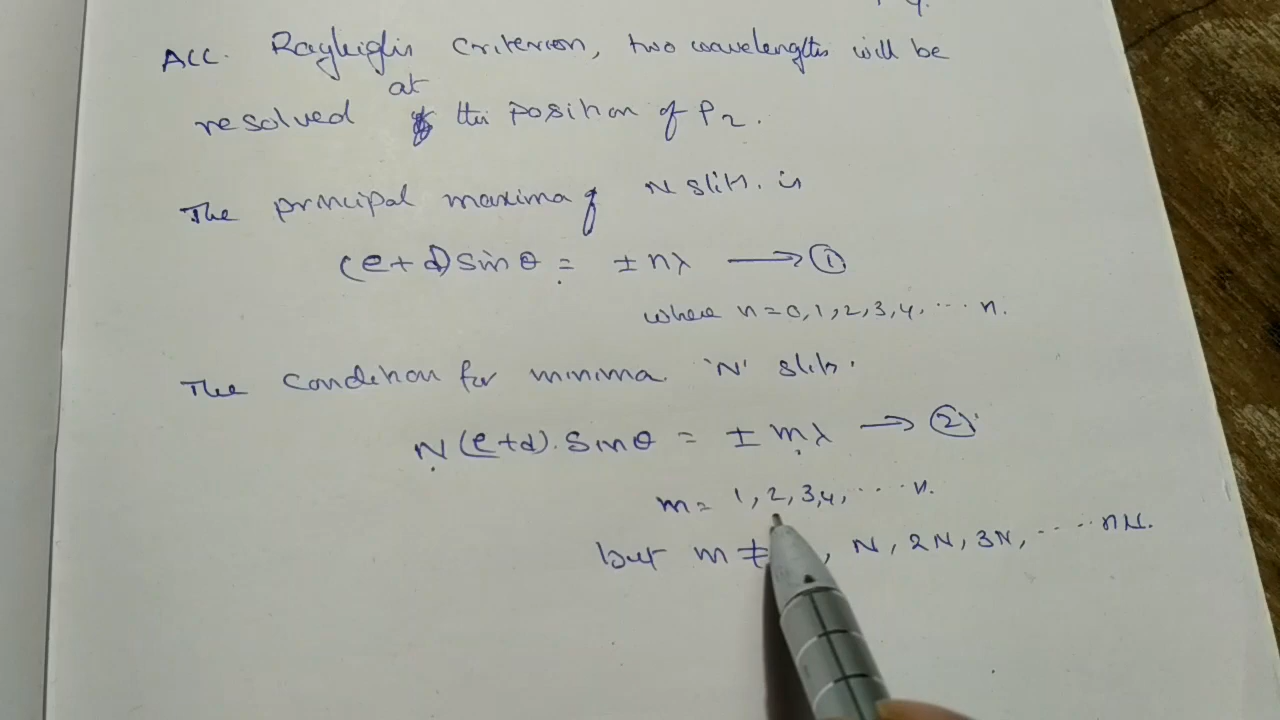 Acc. Rayleigh's criterion, two wavelengths will be
at
resolved the position of P₂.
The principal maxima of N slits. is
(e+d) sin θ = ± nλ ⟶ ①
where n = 0, 1, 2, 3, 4, ... n.
The condition for minima 'N' slits.
N (e+d). sin θ = ± mλ ⟶ ②
m = 1, 2, 3, 4, ... n.
but m ≠ , N, 2N, 3N, .... nN.